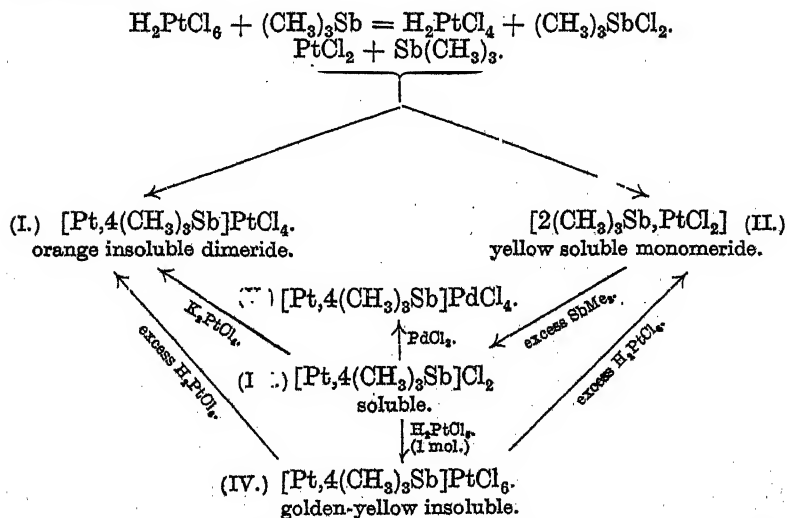 H₂PtCl₆ + (CH₃)₃Sb = H₂PtCl₄ + (CH₃)₃SbCl₂.
PtCl₂ + Sb(CH₃)₃.
(I.) [Pt,4(CH₃)₃Sb]PtCl₄. [2(CH₃)₃Sb,PtCl₂] (II.)
orange insoluble dimeride. yellow soluble monomeride.
[Pt,4(CH₃)₃Sb]PdCl₄.
K₂PtCl₄. PdCl₂. excess SbMe₃.
excess H₂PtCl₆. [Pt,4(CH₃)₃Sb]Cl₂ excess H₂PtCl₆.
soluble.
H₂PtCl₆.
(1 mol.)
(IV.) [Pt,4(CH₃)₃Sb]PtCl₆.
golden-yellow insoluble.